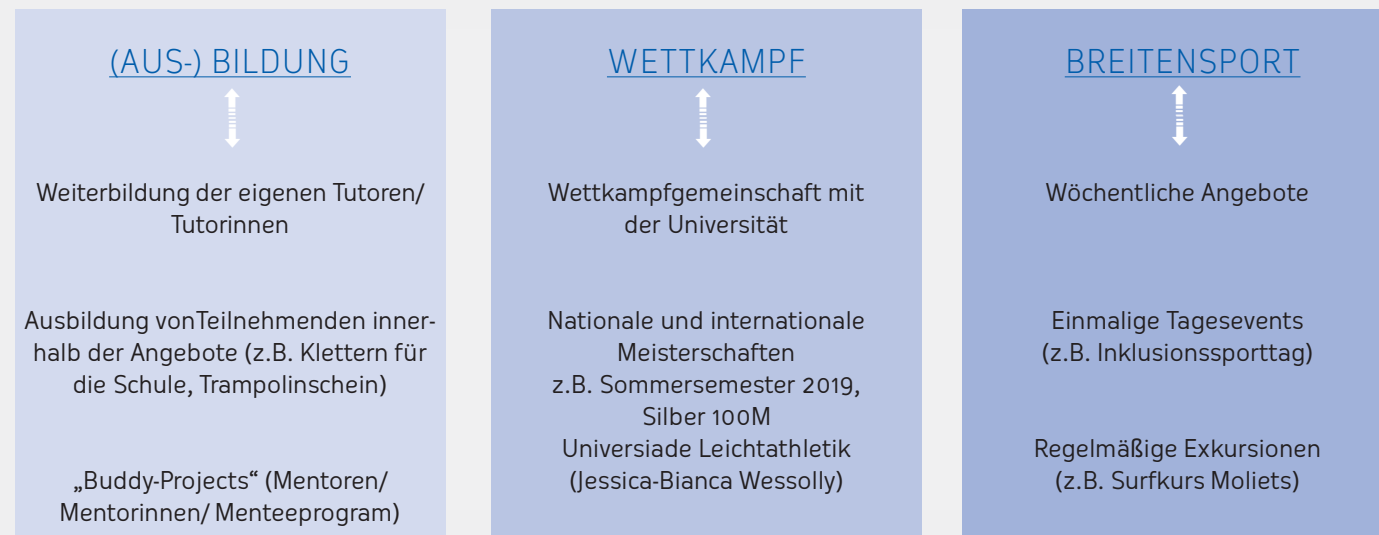 (AUS-) BILDUNG
Weiterbildung der eigenen Tutoren/
Tutorinnen
Ausbildung vonTeilnehmenden inner-
halb der Angebote (z.B. Klettern für
die Schule, Trampolinschein)
„Buddy-Projects“ (Mentoren/
Mentorinnen/ Menteeprogram)
WETTKAMPF
Wettkampfgemeinschaft mit
der Universität
Nationale und internationale
Meisterschaften
z.B. Sommersemester 2019,
Silber 100M
Universiade Leichtathletik
(Jessica-Bianca Wessolly)
BREITENSPORT
Wöchentliche Angebote
Einmalige Tagesevents
(z.B. Inklusionssporttag)
Regelmäßige Exkursionen
(z.B. Surfkurs Moliets)